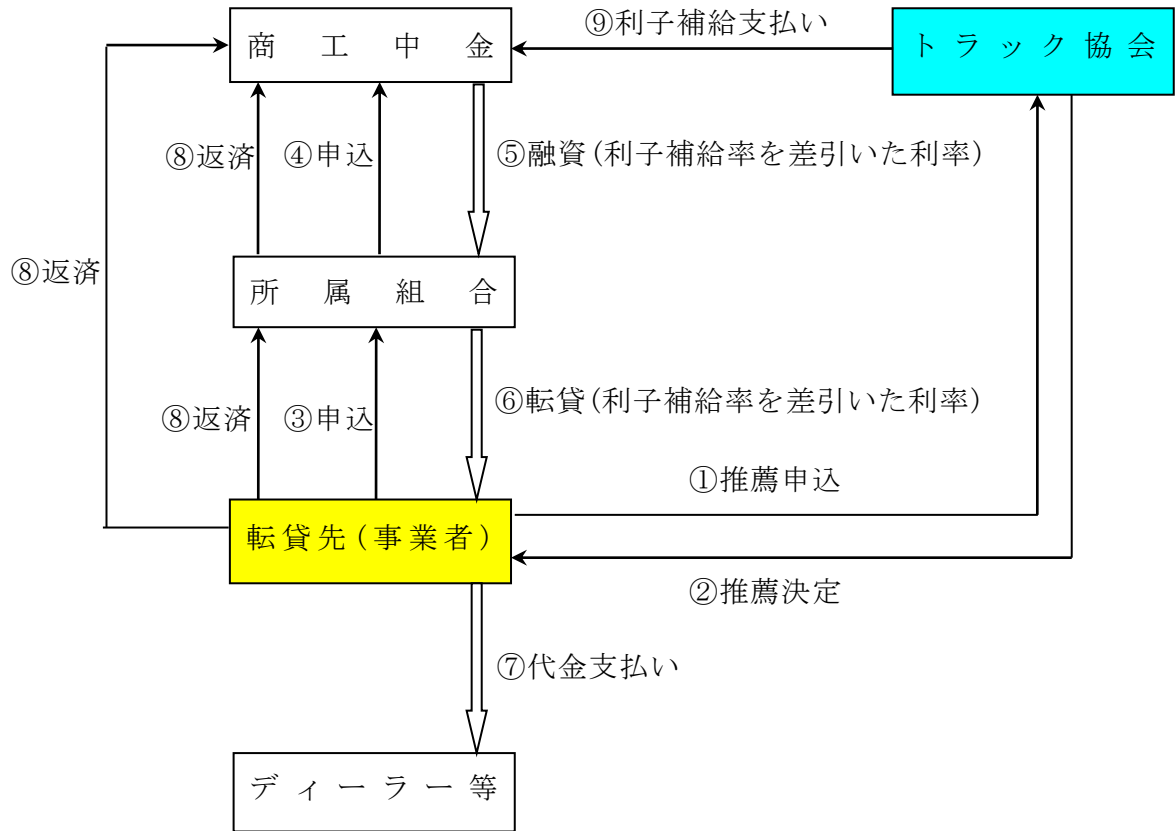 ⑨利子補給支払い
商工中金
トラック協会
⑧返済
④申込
⑤融資(利子補給率を差引いた利率)
⑧返済
所属組合
⑧返済
③申込
⑥転貸(利子補給率を差引いた利率)
①推薦申込
転貸先(事業者)
②推薦決定
⑦代金支払い
ディーラー等